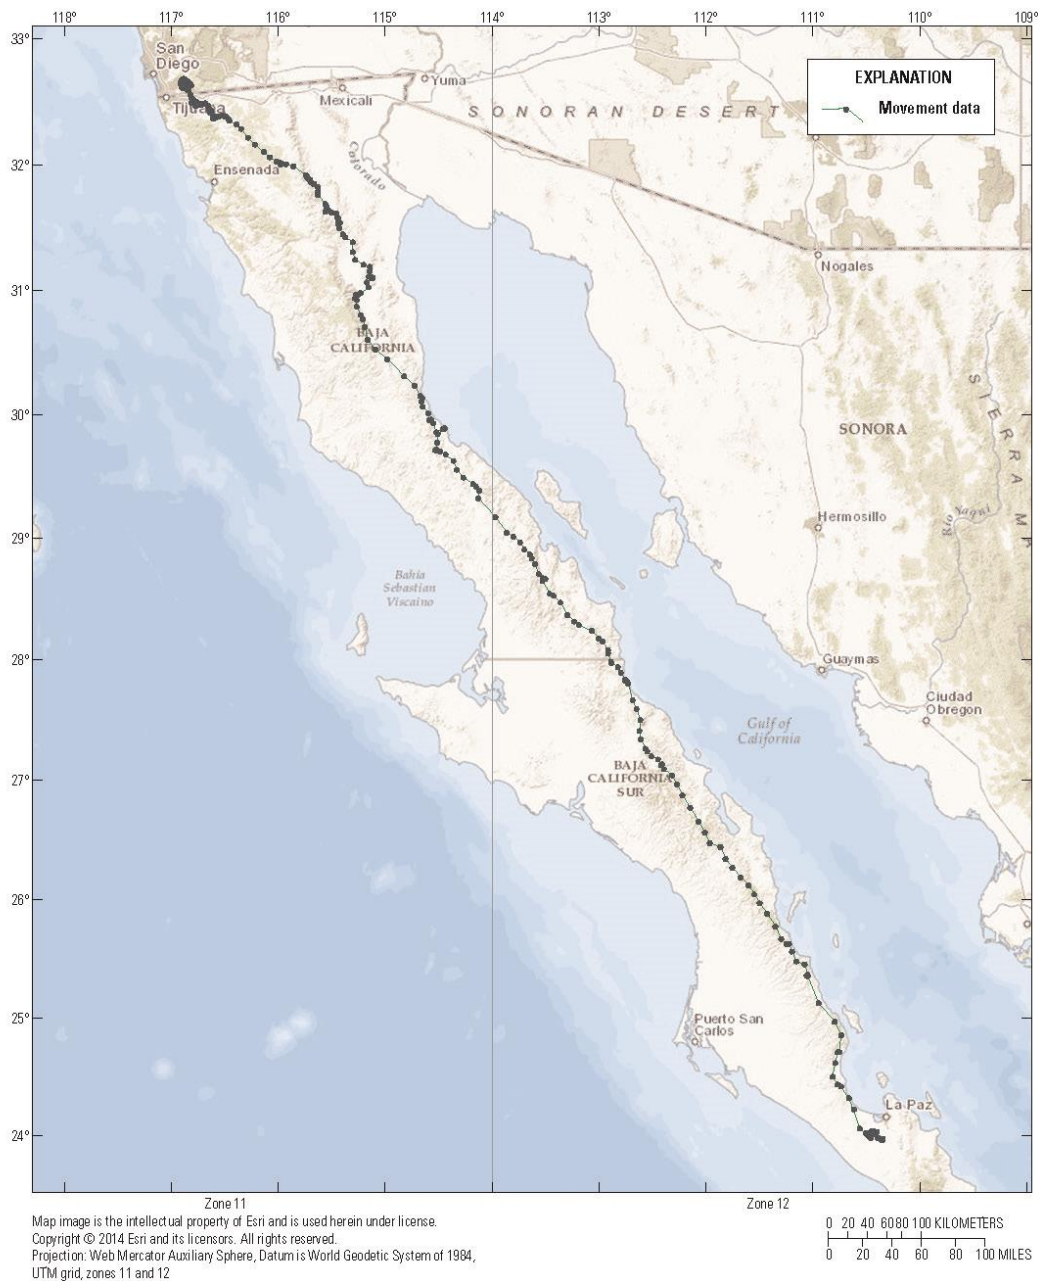 118° 117° 116° 115° 114° 113° 112° 111° 110° 109°
33°
San
Diego
Yuma
EXPLANATION
Movement data
Tijuana
Mexicali
SONORAN DESERT
32°
Ensenada
Colorado
Nogales
31°
BAJA
CALIFORNIA
SIERRA MA
30°
SONORA
Hermosillo
Rio Yaqui
29°
Bahia
Sebastian
Viscaino
28°
Guaymas
Ciudad
Obregon
Gulf of
California
27°
BAJA
CALIFORNIA
SUR
26°
25°
Puerto San
Carlos
La Paz
24°
Zone 11 Zone 12
Map image is the intellectual property of Esri and is used herein under license.
Copyright © 2014 Esri and its licensors. All rights reserved.
Projection: Web Mercator Auxiliary Sphere, Datum is World Geodetic System of 1984,
UTM grid, zones 11 and 12
0 20 40 60 80 100 KILOMETERS
0 20 40 60 80 100 MILES